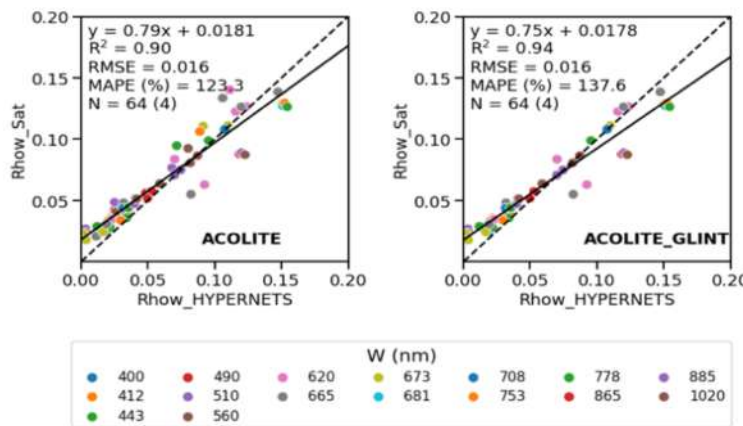 0.20
y = 0.79x + 0.0181
R² = 0.90
RMSE = 0.016
MAPE (%) = 123.3
N = 64 (4)
0.15
0.10
0.05
Rhow_Sat
ACOLITE
0.00 0.05 0.10 0.15 0.20
Rhow_HYPERNETS
0.20
y = 0.75x + 0.0178
R² = 0.94
RMSE = 0.016
MAPE (%) = 137.6
N = 64 (4)
0.15
0.10
0.05
Rhow_Sat
ACOLITE_GLINT
0.00 0.05 0.10 0.15 0.20
Rhow_HYPERNETS
W (nm)
400 490 620 673 708 778 885
412 510 665 681 753 865 1020
443 560